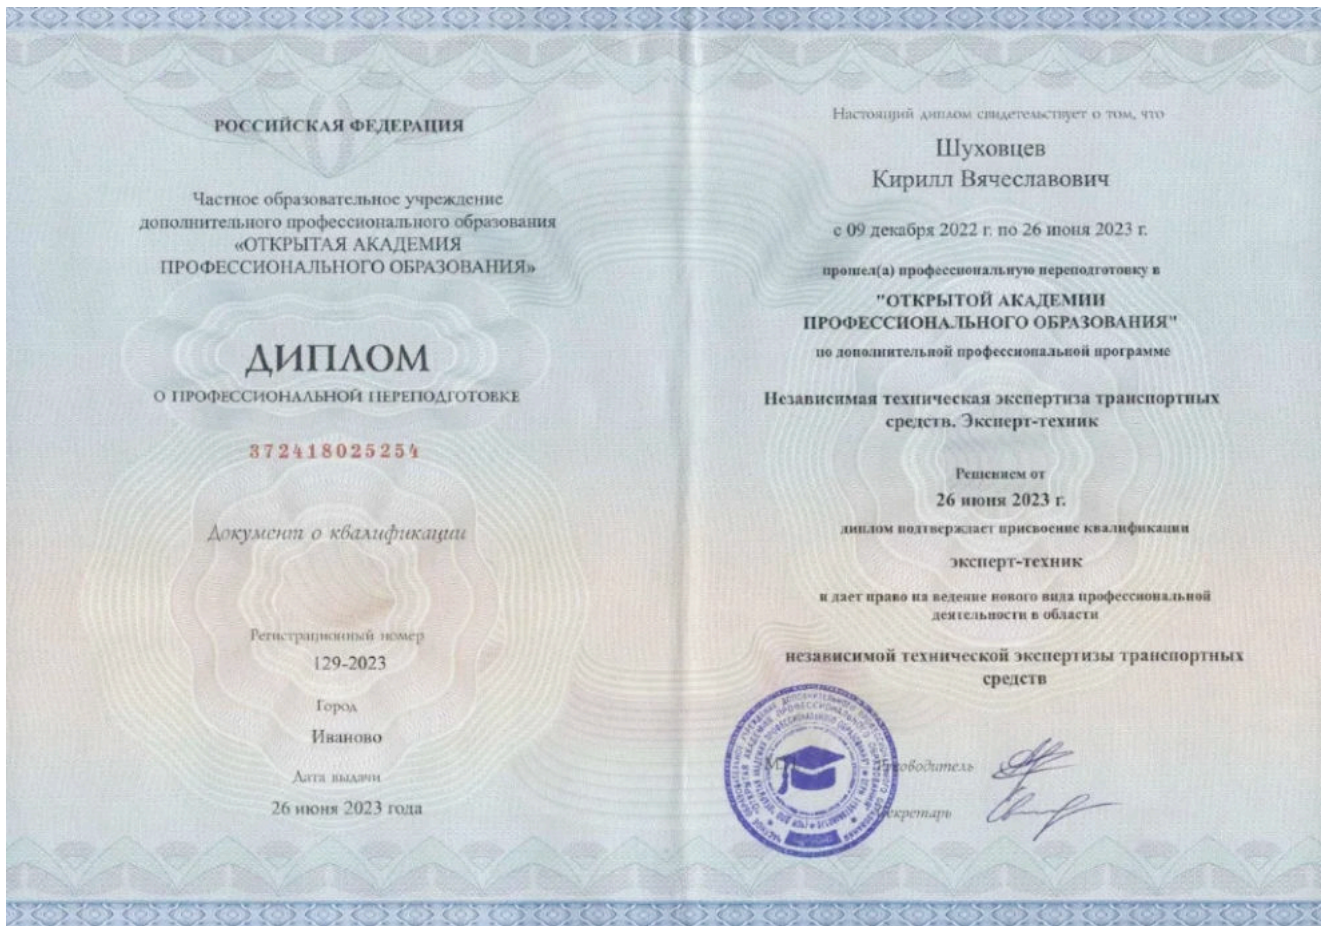 РОССИЙСКАЯ ФЕДЕРАЦИЯ
Частное образовательное учреждение
дополнительного профессионального образования
«ОТКРЫТАЯ АКАДЕМИЯ
ПРОФЕССИОНАЛЬНОГО ОБРАЗОВАНИЯ»
ДИПЛОМ
О ПРОФЕССИОНАЛЬНОЙ ПЕРЕПОДГОТОВКЕ
372418025254
Документ о квалификации
Регистрационный номер
129-2023
Город
Иваново
Дата выдачи
26 июня 2023 года
Настоящий диплом свидетельствует о том, что
Шуховцев
Кирилл Вячеславович
с 09 декабря 2022 г. по 26 июня 2023 г.
прошел(а) профессиональную переподготовку в
"ОТКРЫТОЙ АКАДЕМИИ
ПРОФЕССИОНАЛЬНОГО ОБРАЗОВАНИЯ"
по дополнительной профессиональной программе
Независимая техническая экспертиза транспортных
средств. Эксперт-техник
Решением от
26 июня 2023 г.
диплом подтверждает присвоение квалификации
эксперт-техник
и дает право на ведение нового вида профессиональной
деятельности в области
независимой технической экспертизы транспортных
средств
Руководитель
Секретарь